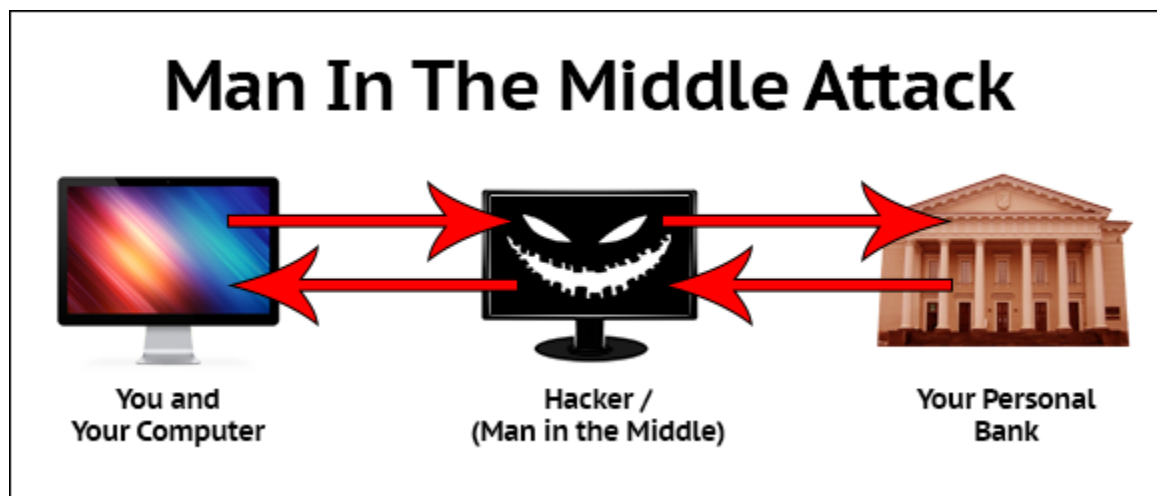 Man In The Middle Attack
You and
Your Computer
Hacker /
(Man in the Middle)
Your Personal
Bank